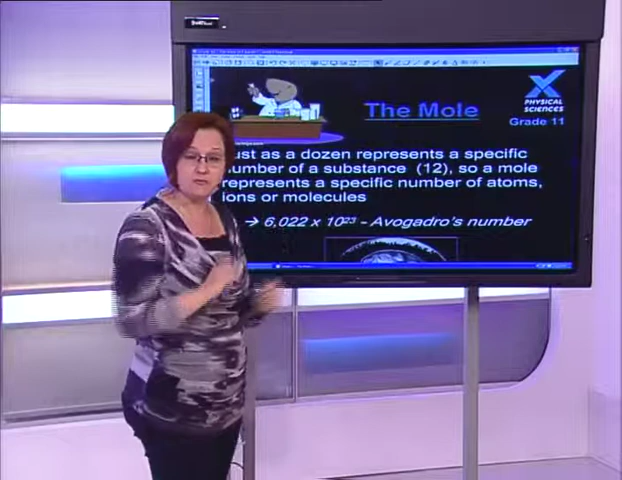 The Mole
X
PHYSICAL
SCIENCES
Grade 11
ust as a dozen represents a specific
umber of a substance (12), so a mole
represents a specific number of atoms,
ions or molecules
→ 6,022 x 10²³ – Avogadro's number